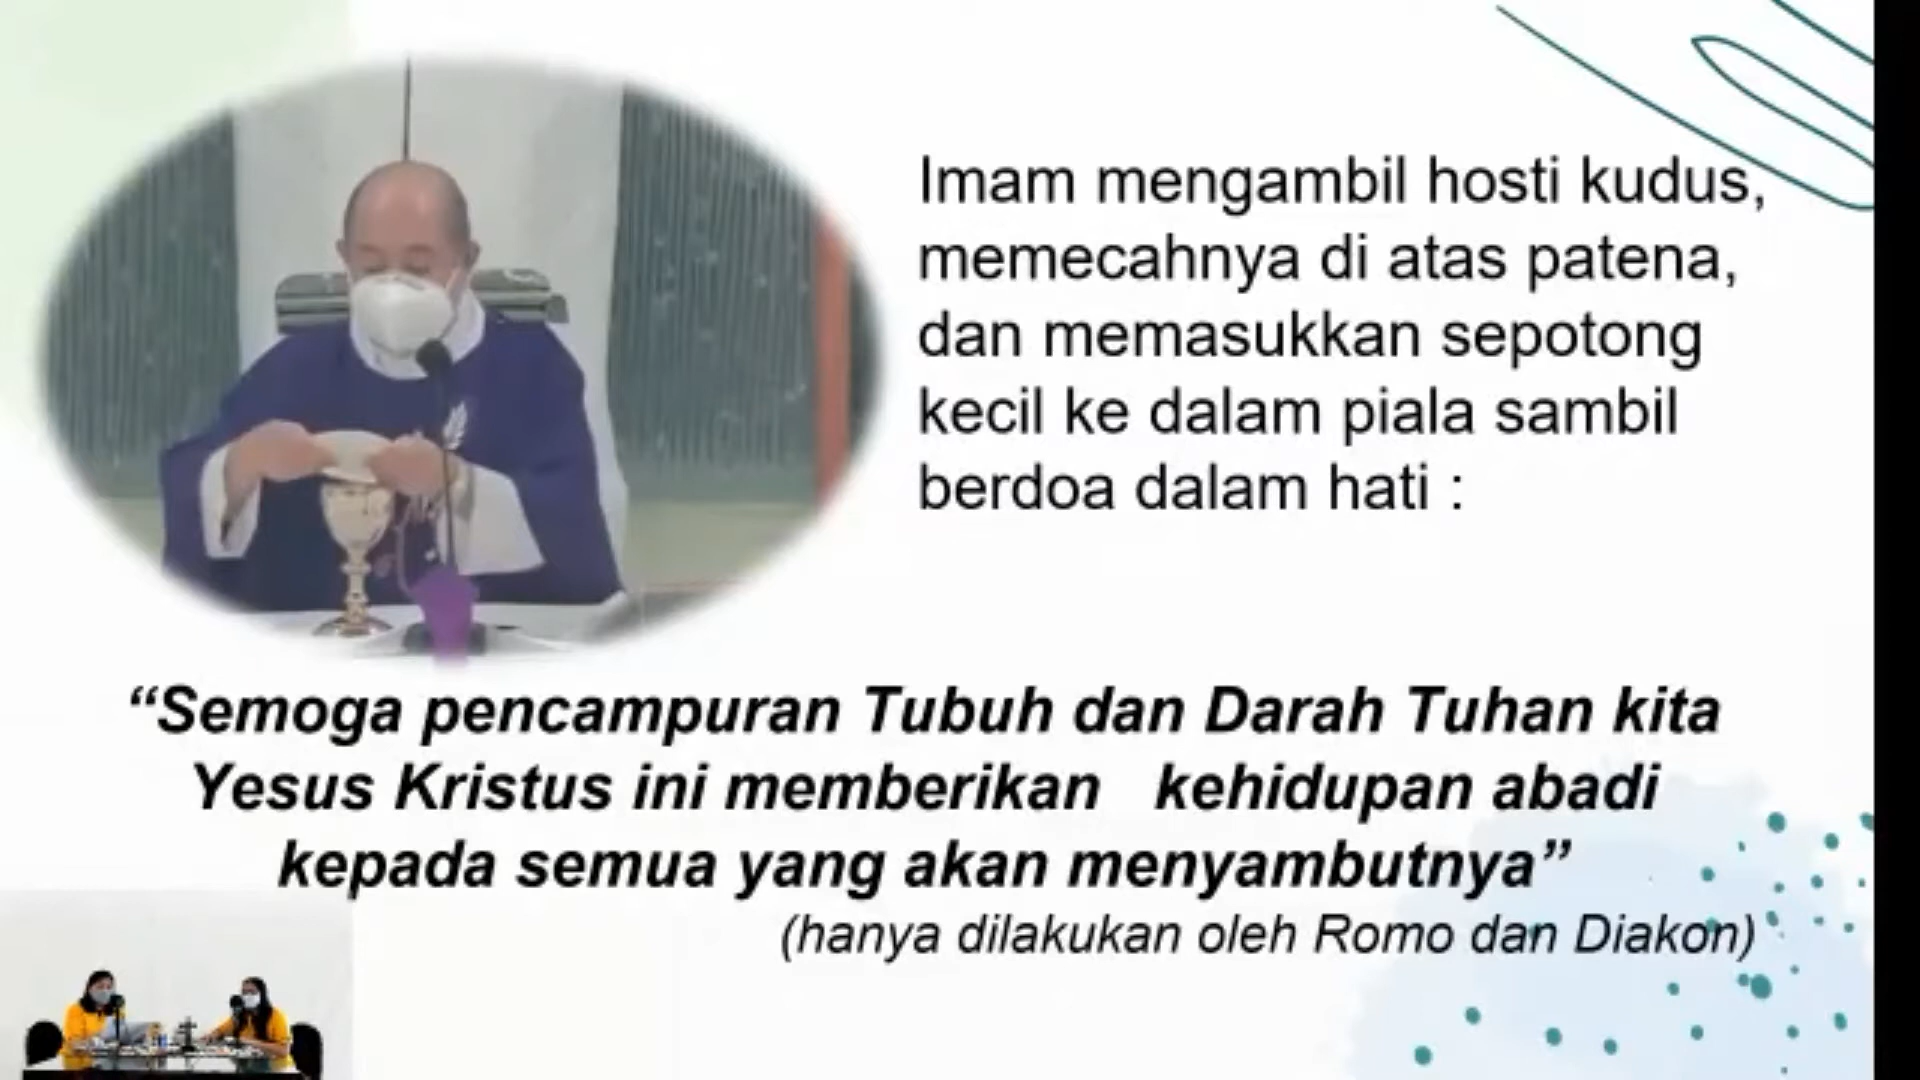 Imam mengambil hosti kudus,
memecahnya di atas patena,
dan memasukkan sepotong
kecil ke dalam piala sambil
berdoa dalam hati :
“Semoga pencampuran Tubuh dan Darah Tuhan kita
Yesus Kristus ini memberikan kehidupan abadi
kepada semua yang akan menyambutnya”
(hanya dilakukan oleh Romo dan Diakon)